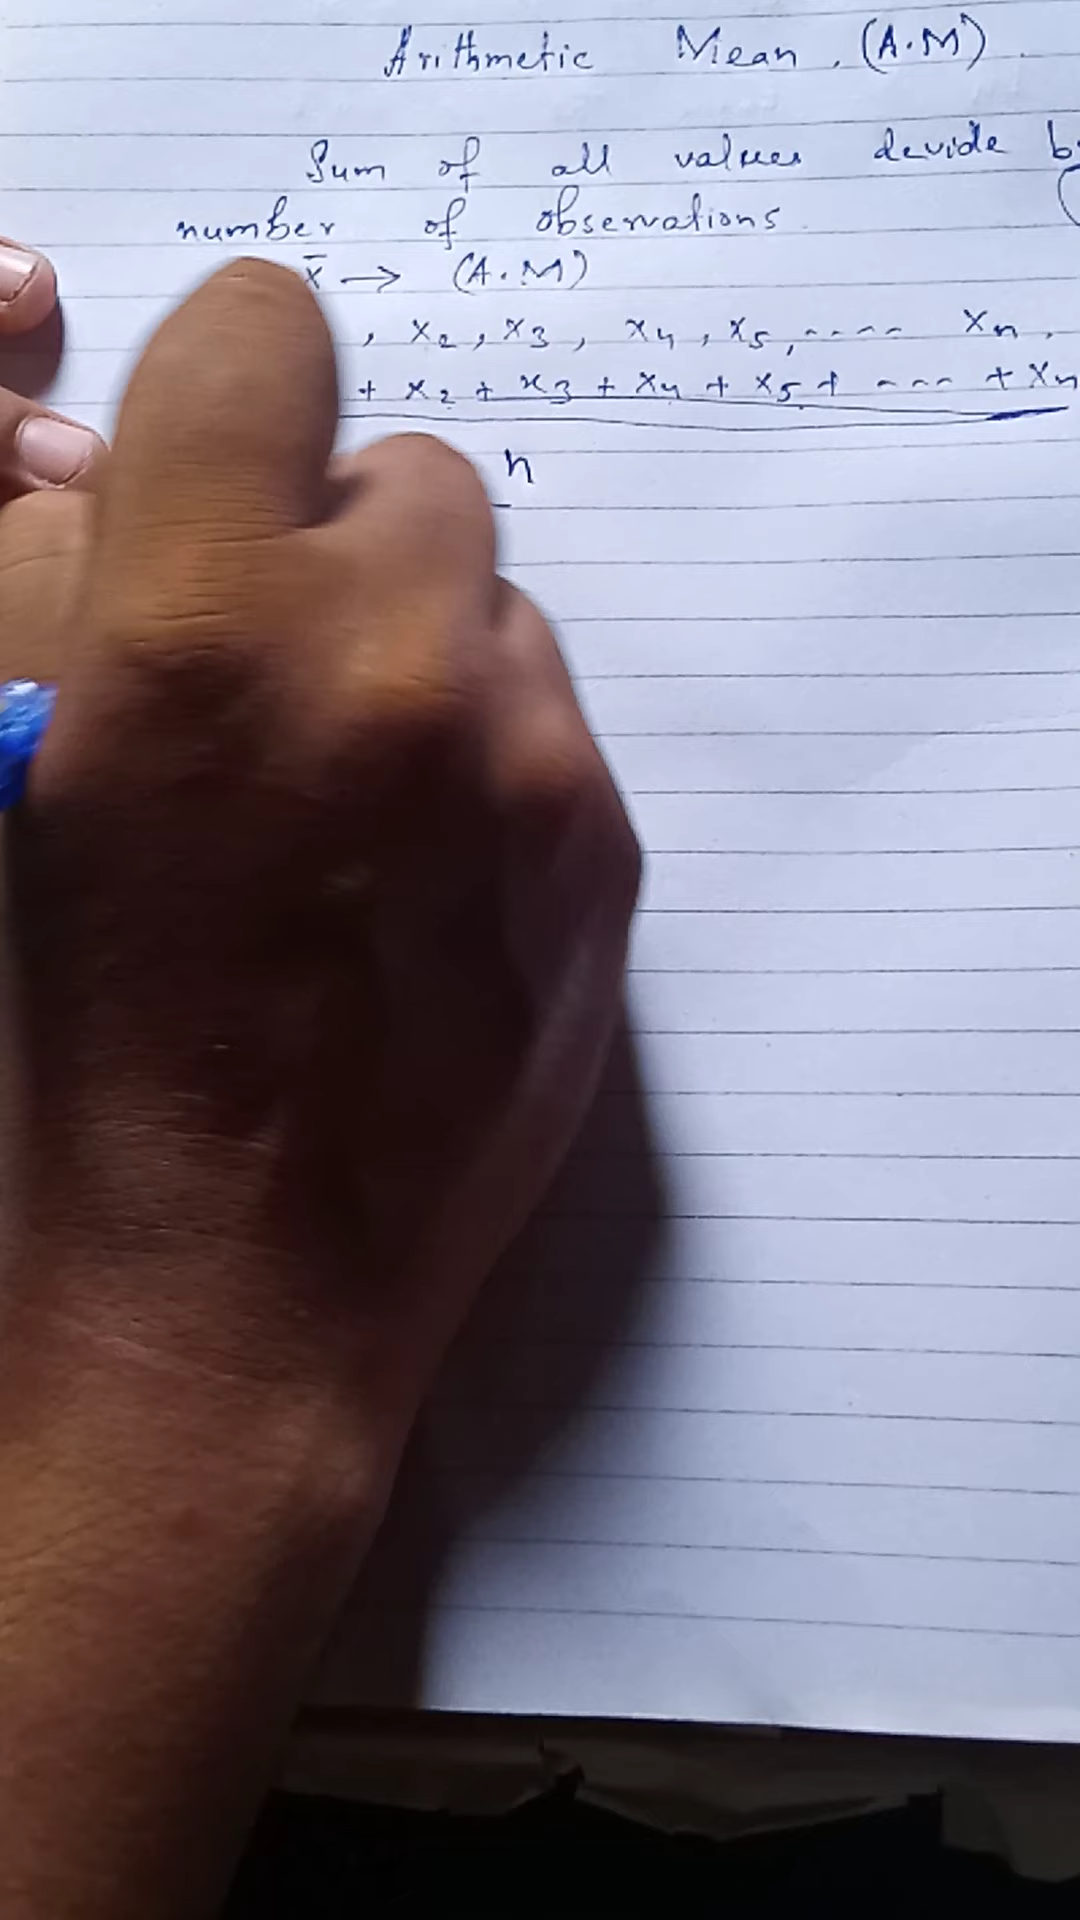 Arithmetic Mean . (A.M)
Sum of all values devide
number of observations
x̄ → (A.M)
, x₂ , x₃ , x₄ , x₅ , ---- xₙ .
+ x₂ + x₃ + x₄ + x₅ + --- + xₙ
n